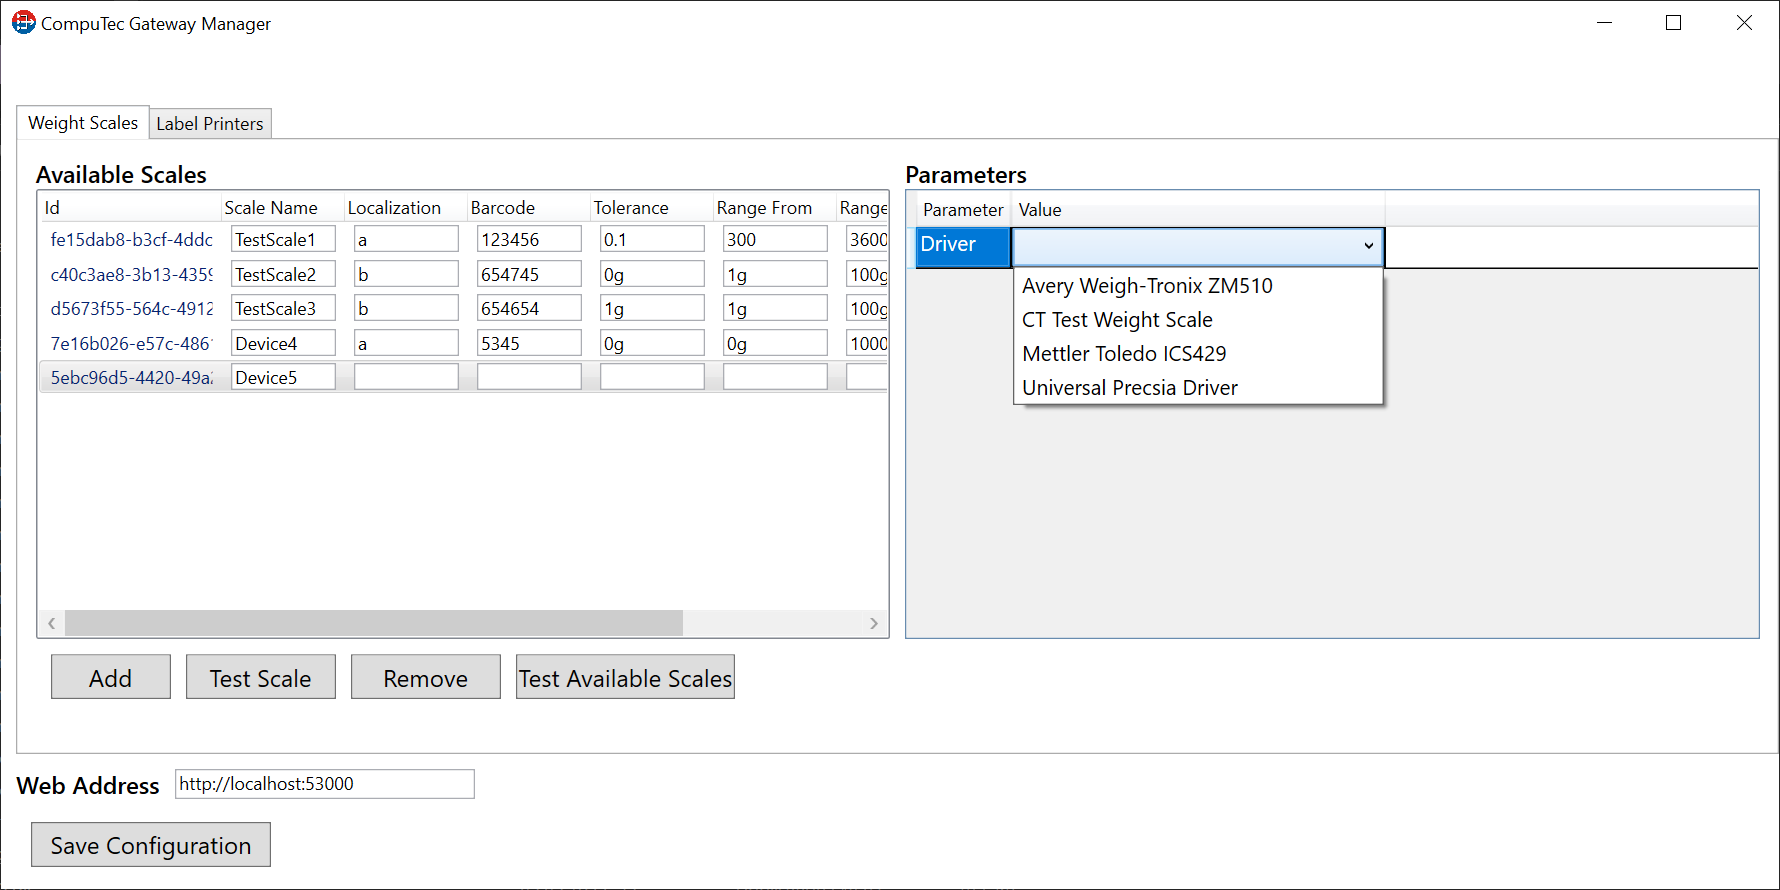 CompuTec Gateway Manager
Weight Scales Label Printers
Available Scales
Id Scale Name Localization Barcode Tolerance Range From Range
fe15dab8-b3cf-4ddc TestScale1 a 123456 0.1 300 3600
c40c3ae8-3b13-4359 TestScale2 b 654745 0g 1g 100g
d5673f55-564c-4912 TestScale3 b 654654 1g 1g 100g
7e16b026-e57c-486 Device4 a 5345 0g 0g 1000
5ebc96d5-4420-49a Device5
Add Test Scale Remove Test Available Scales
Parameters
Parameter Value
Driver
Avery Weigh-Tronix ZM510
CT Test Weight Scale
Mettler Toledo ICS429
Universal Precsia Driver
Web Address http://localhost:53000
Save Configuration